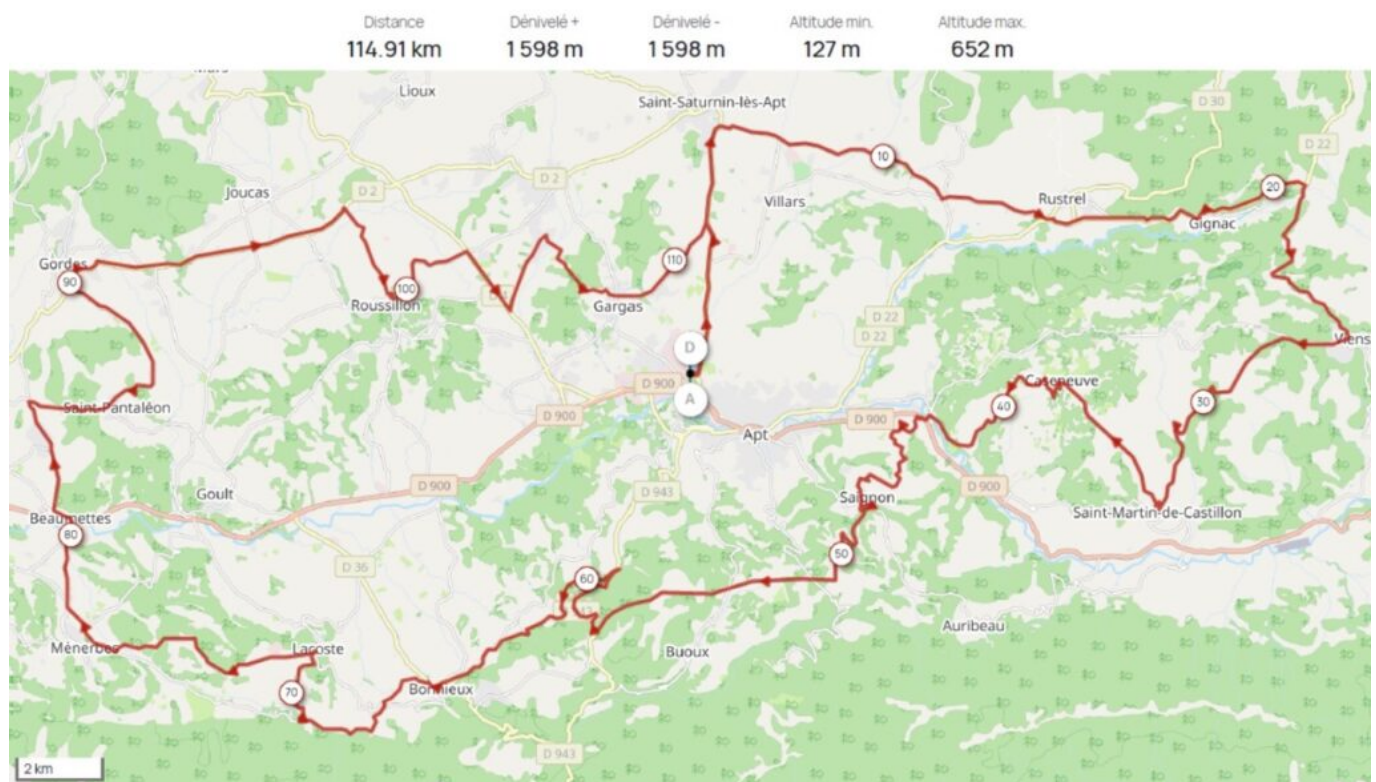 Distance
114.91 km
Dénivelé +
1 598 m
Dénivelé -
1 598 m
Altitude min.
127 m
Altitude max.
652 m
Lioux
Saint-Saturnin-lès-Apt
D 30
D 22
10
20
D 2
D 2
Joucas
Villars
Rustrel
Gignac
Gordes
90
110
100
Roussillon
Gargas
D 22
D 22
Viens
D
D 900
A
Caseneuve
30
40
Saint-Pantaléon
D 900
D 900
Apt
D 900
D 900
D 943
Goult
Saignon
Saint-Martin-de-Castillon
Beaumettes
80
50
D 36
60
Auribeau
Ménerbes
Lacoste
Buoux
70
Bonnieux
D 943
2 km